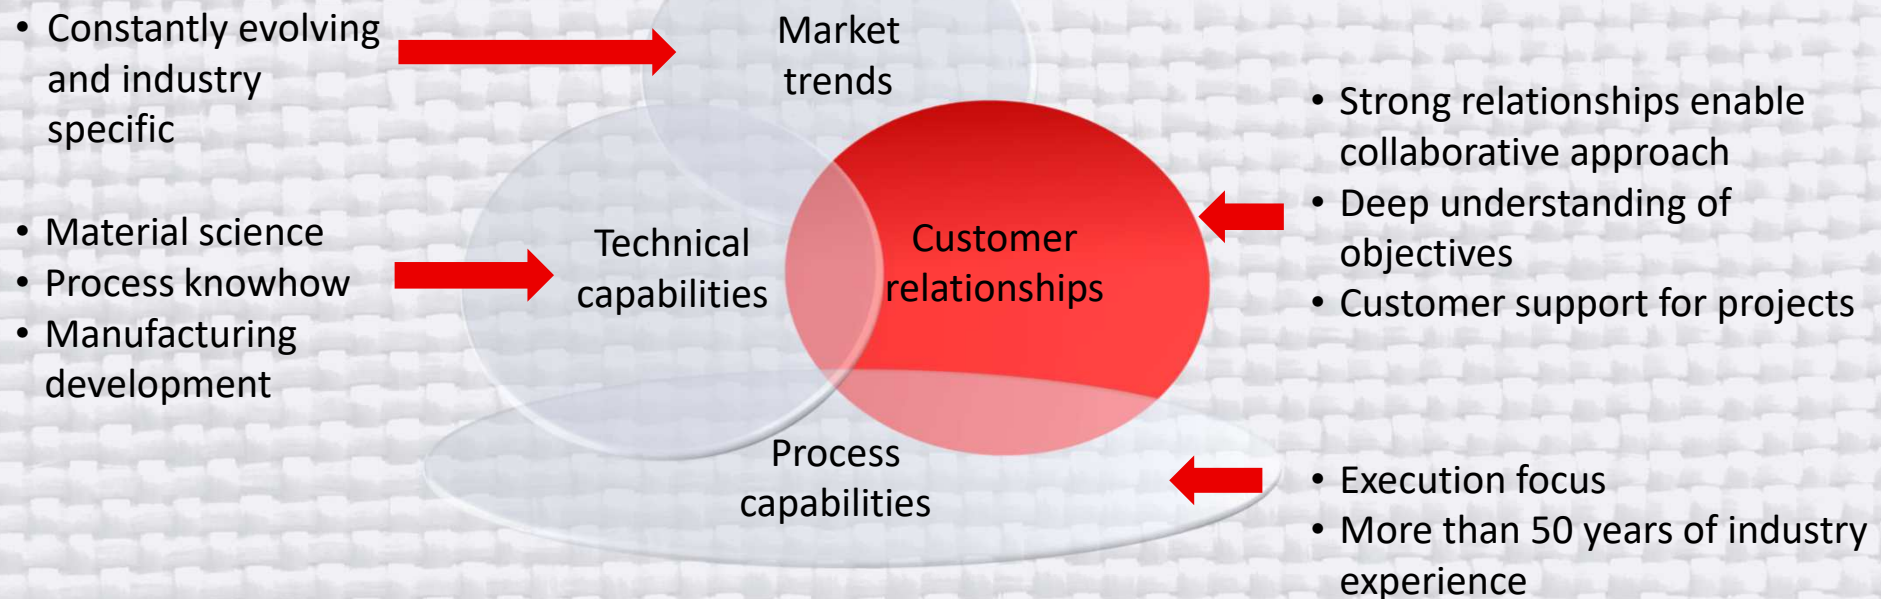 • Constantly evolving
and industry
specific
Market
trends
• Material science
• Process knowhow
• Manufacturing
development
Technical
capabilities
Customer
relationships
• Strong relationships enable
collaborative approach
• Deep understanding of
objectives
• Customer support for projects
Process
capabilities
• Execution focus
• More than 50 years of industry
experience